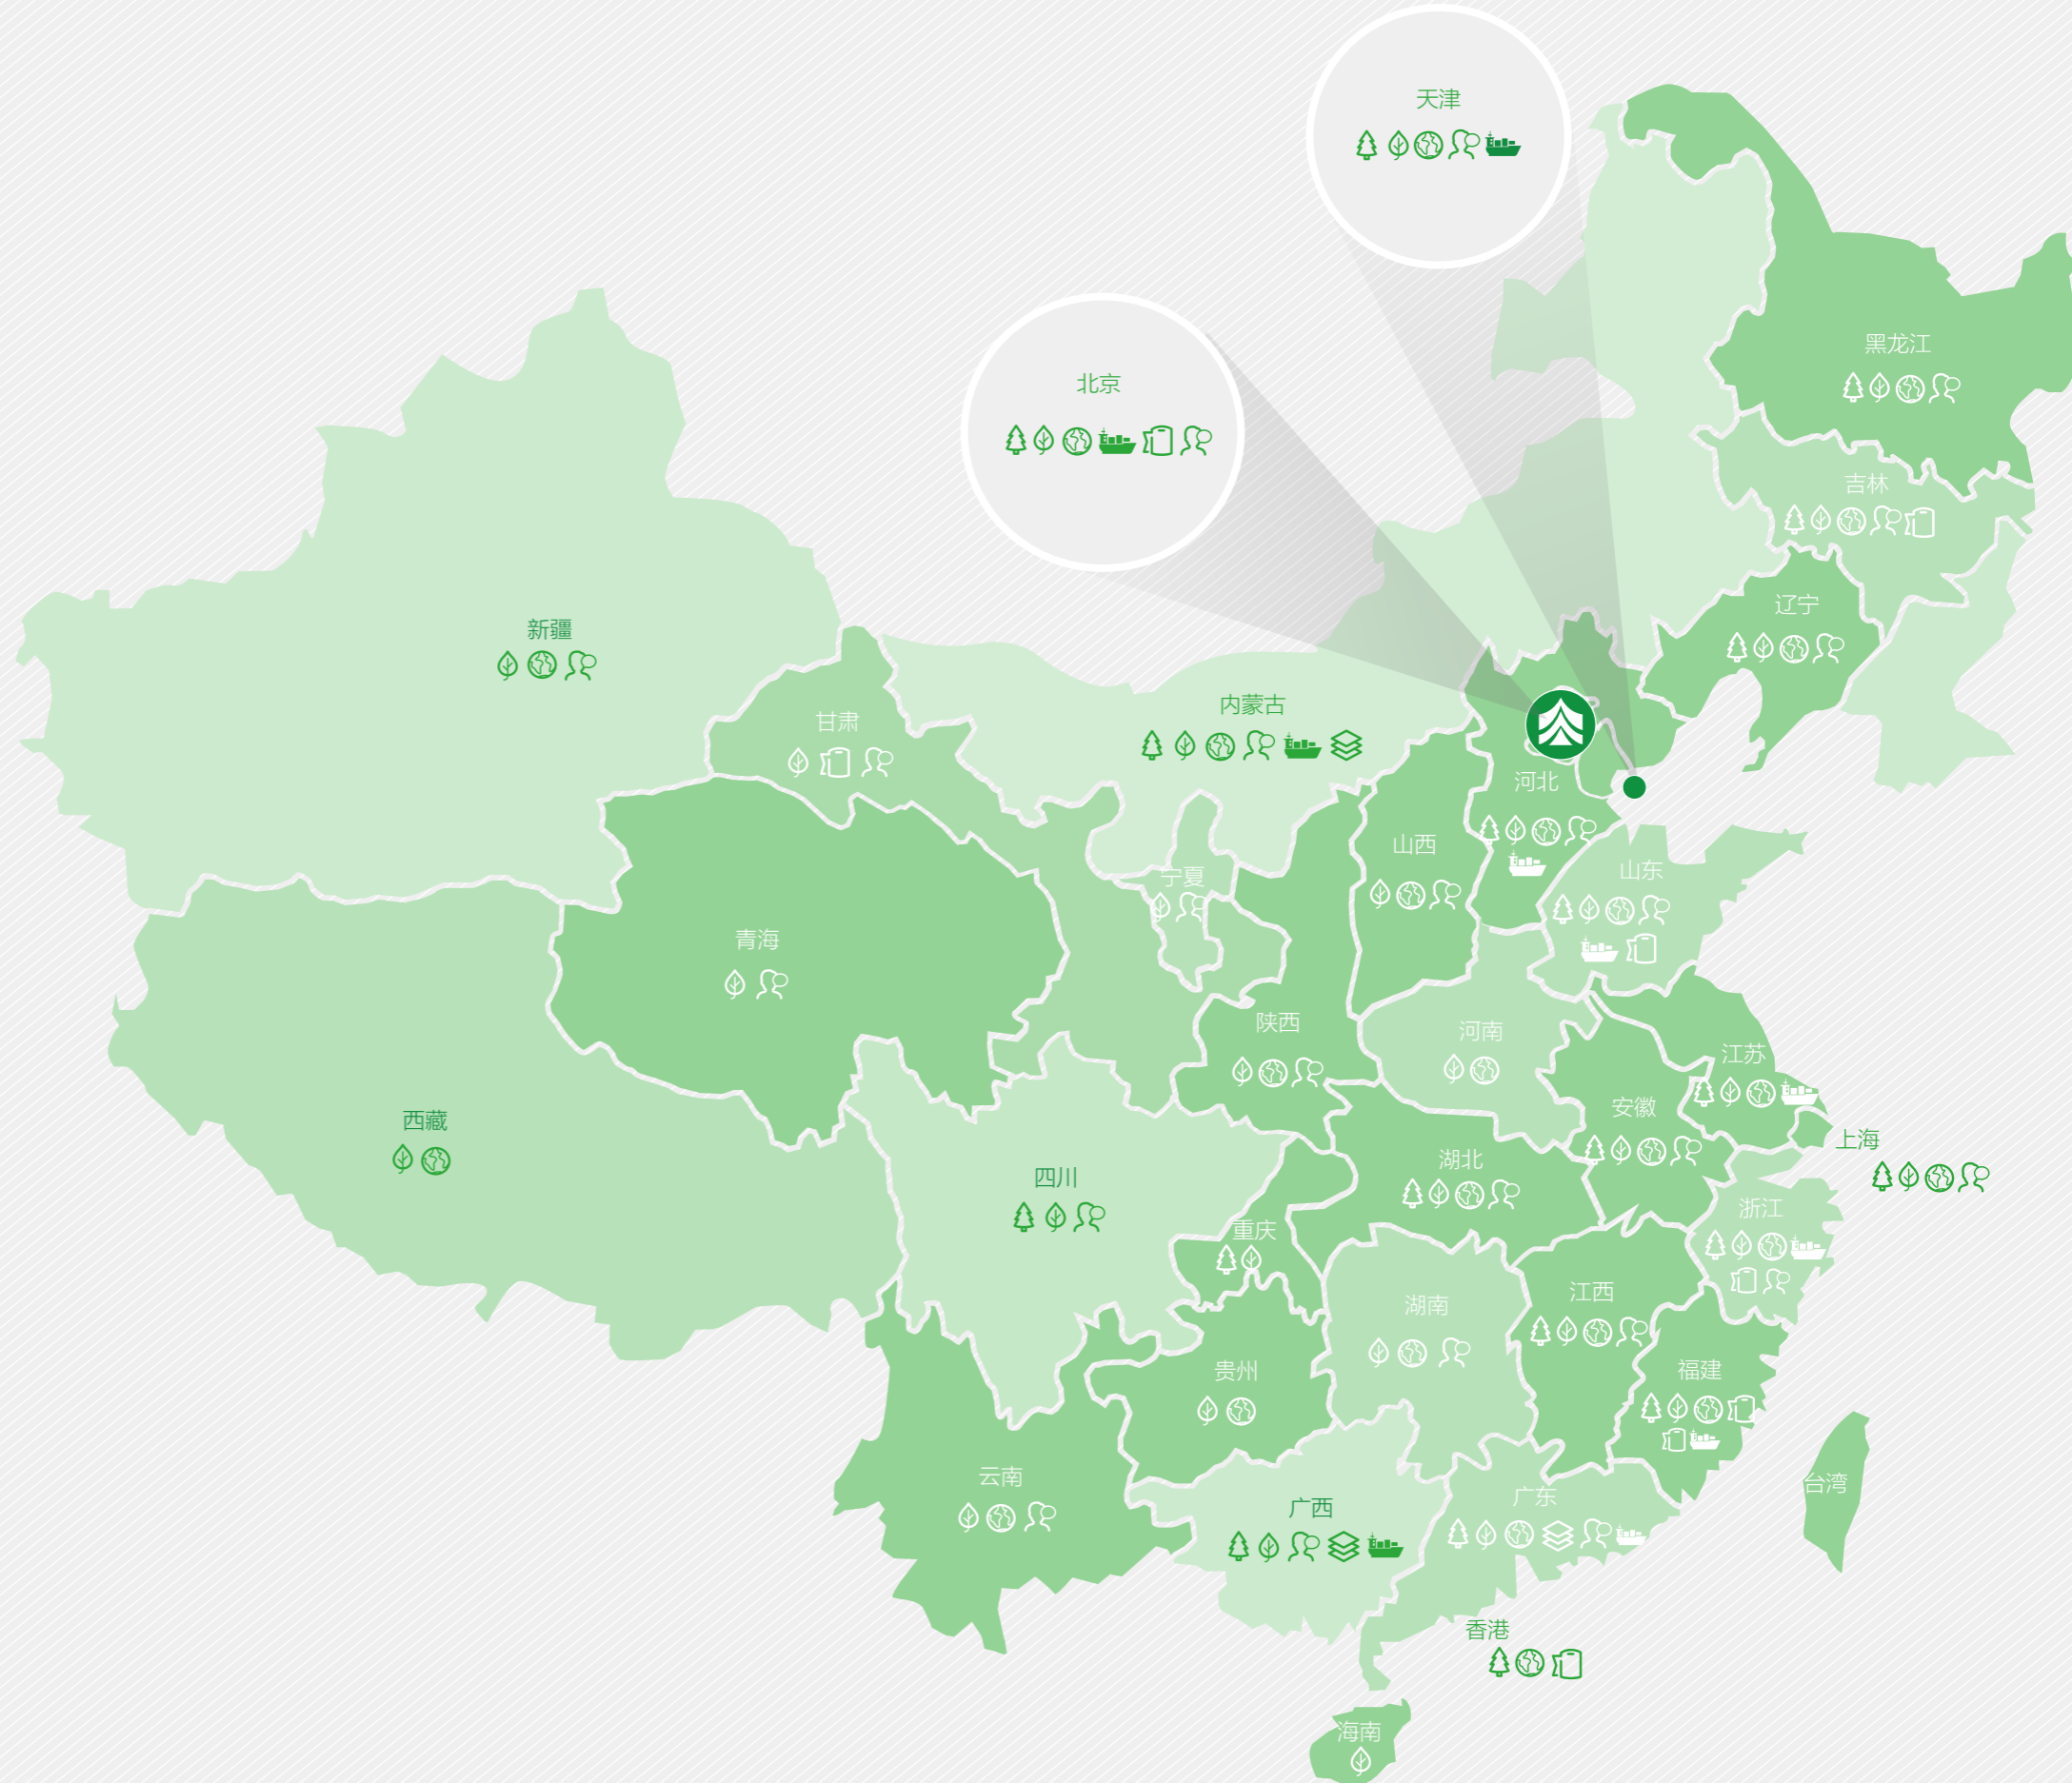 天津
黑龙江
北京
吉林
辽宁
新疆
内蒙古
甘肃
河北
山西
山东
宁夏
青海
陕西
河南
江苏
安徽
西藏
上海
湖北
四川
浙江
重庆
江西
湖南
福建
贵州
云南
台湾
广东
广西
香港
海南